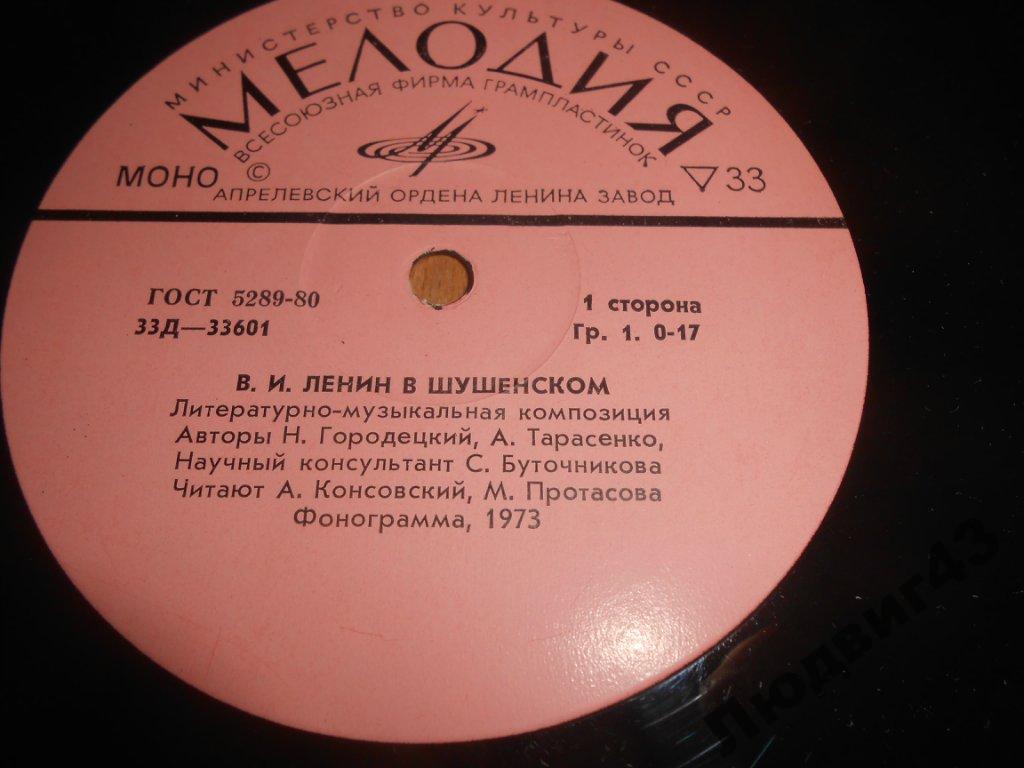 МИНИСТЕРСТВО КУЛЬТУРЫ СССР
МЕЛОДИЯ
ВСЕСОЮЗНАЯ ФИРМА ГРАМПЛАСТИНОК
МОНО © ▽33
АПРЕЛЕВСКИЙ ОРДЕНА ЛЕНИНА ЗАВОД
ГОСТ 5289-80 1 сторона
33Д—33601 Гр. 1. 0-17
В. И. ЛЕНИН В ШУШЕНСКОМ
Литературно-музыкальная композиция
Авторы Н. Городецкий, А. Тарасенко,
Научный консультант С. Буточникова
Читают А. Консовский, М. Протасова
Фонограмма, 1973
Людвиг43